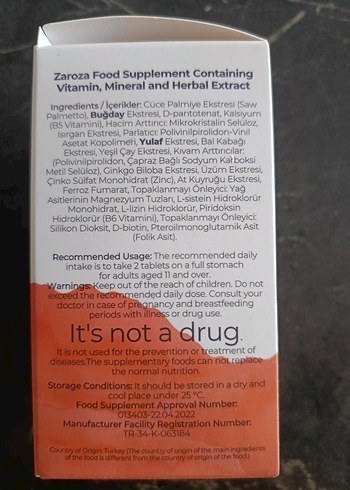 Zaroza Food Supplement Containing
Vitamin, Mineral and Herbal Extract
Ingredients / İçerikler: Cüce Palmiye Ekstresi (Saw
Palmetto), Buğday Ekstresi, D-pantotenat, Kalsiyum
(B5 Vitamini), Hacim Arttırıcı: Mikrokristalin Selüloz,
Isırgan Ekstresi, Parlatıcı: Polivinilpirolidon-Vinil
Asetat Kopolimeri, Yulaf Ekstresi, Bal Kabağı
Ekstresi, Yeşil Çay Ekstresi, Kıvam Arttırıcılar:
(Polivinilpirolidon, Çapraz Bağlı Sodyum Karboksi
Metil Selüloz), Ginkgo Biloba Ekstresi, Üzüm Ekstresi,
Çinko Sülfat Monohidrat (Zinc), At Kuyruğu Ekstresi,
Ferroz Fumarat, Topaklanmayı Önleyici: Yağ
Asitlerinin Magnezyum Tuzları, L-sistein Hidroklorür
Monohidrat, L-lizin Hidroklorür, Piridoksin
Hidroklorür (B6 Vitamini), Topaklanmayı Önleyici:
Silikon Dioksit, D-biotin, Pteroilmonoglutamik Asit
(Folik Asit).
Recommended Usage: The recommended daily
intake is to take 2 tablets on a full stomach
for adults aged 11 and over.
Warnings: Keep out of the reach of children. Do not
exceed the recommended daily dose. Consult your
doctor in case of pregnancy and breastfeeding
periods with illness or drug use.
It's not a drug.
It is not used for the prevention or treatment of
diseases.The supplementary foods can not replace
the normal nutrition.
Storage Conditions: It should be stored in a dry and
cool place under 25 °C.
Food Supplement Approval Number:
013403-22.04.2022
Manufacturer Facility Registration Number:
TR-34-K-063184
Country of Origin: Turkey (The country of origin of the main ingredients
of the food is different from the country of origin of the food.)